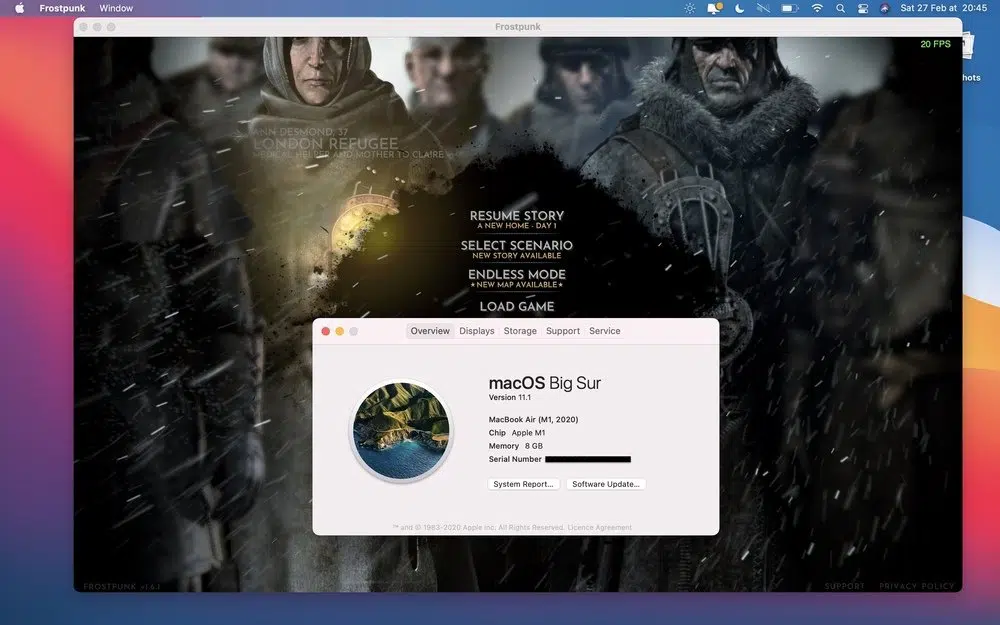 Frostpunk Window Sat 27 Feb at 20:45
Frostpunk
20 FPS
hots
ANN DESMOND, 37
LONDON REFUGEE
MEDICAL HELPER AND MOTHER TO CLAIRE
RESUME STORY
A NEW HOME - DAY 1
SELECT SCENARIO
NEW STORY AVAILABLE
ENDLESS MODE
★NEW MAP AVAILABLE★
LOAD GAME
Overview Displays Storage Support Service
macOS Big Sur
Version 11.1
MacBook Air (M1, 2020)
Chip Apple M1
Memory 8 GB
Serial Number
System Report... Software Update...
™ and © 1983-2020 Apple Inc. All Rights Reserved. Licence Agreement
FROSTPUNK v1.6.1 SUPPORT PRIVACY POLICY